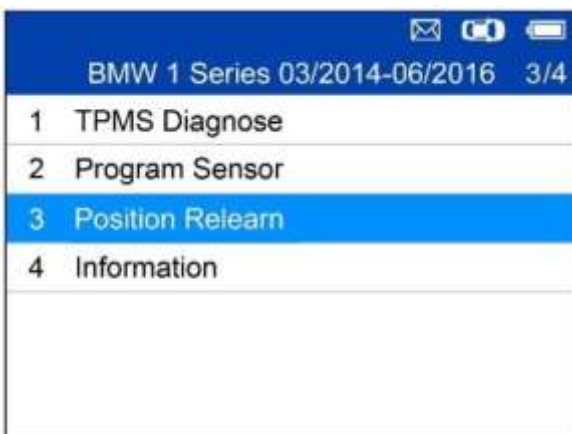 BMW 1 Series 03/2014-06/2016 3/4
1 TPMS Diagnose
2 Program Sensor
3 Position Relearn
4 Information